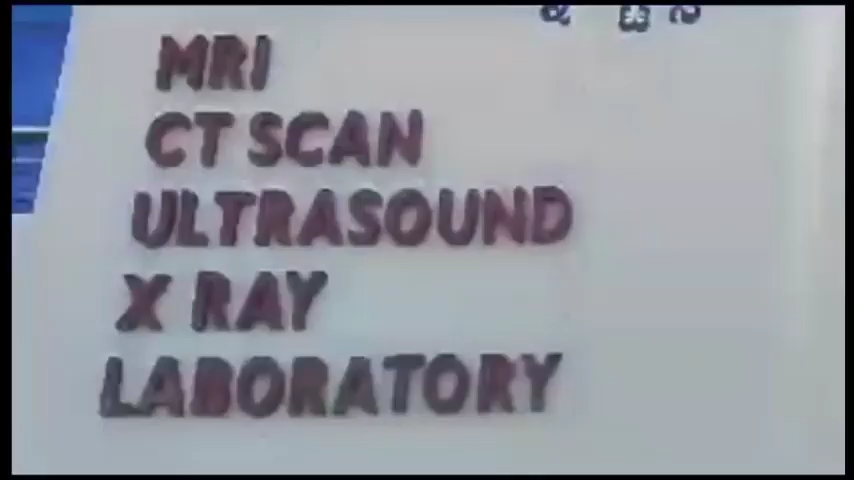 MRI
CT SCAN
ULTRASOUND
X RAY
LABORATORY